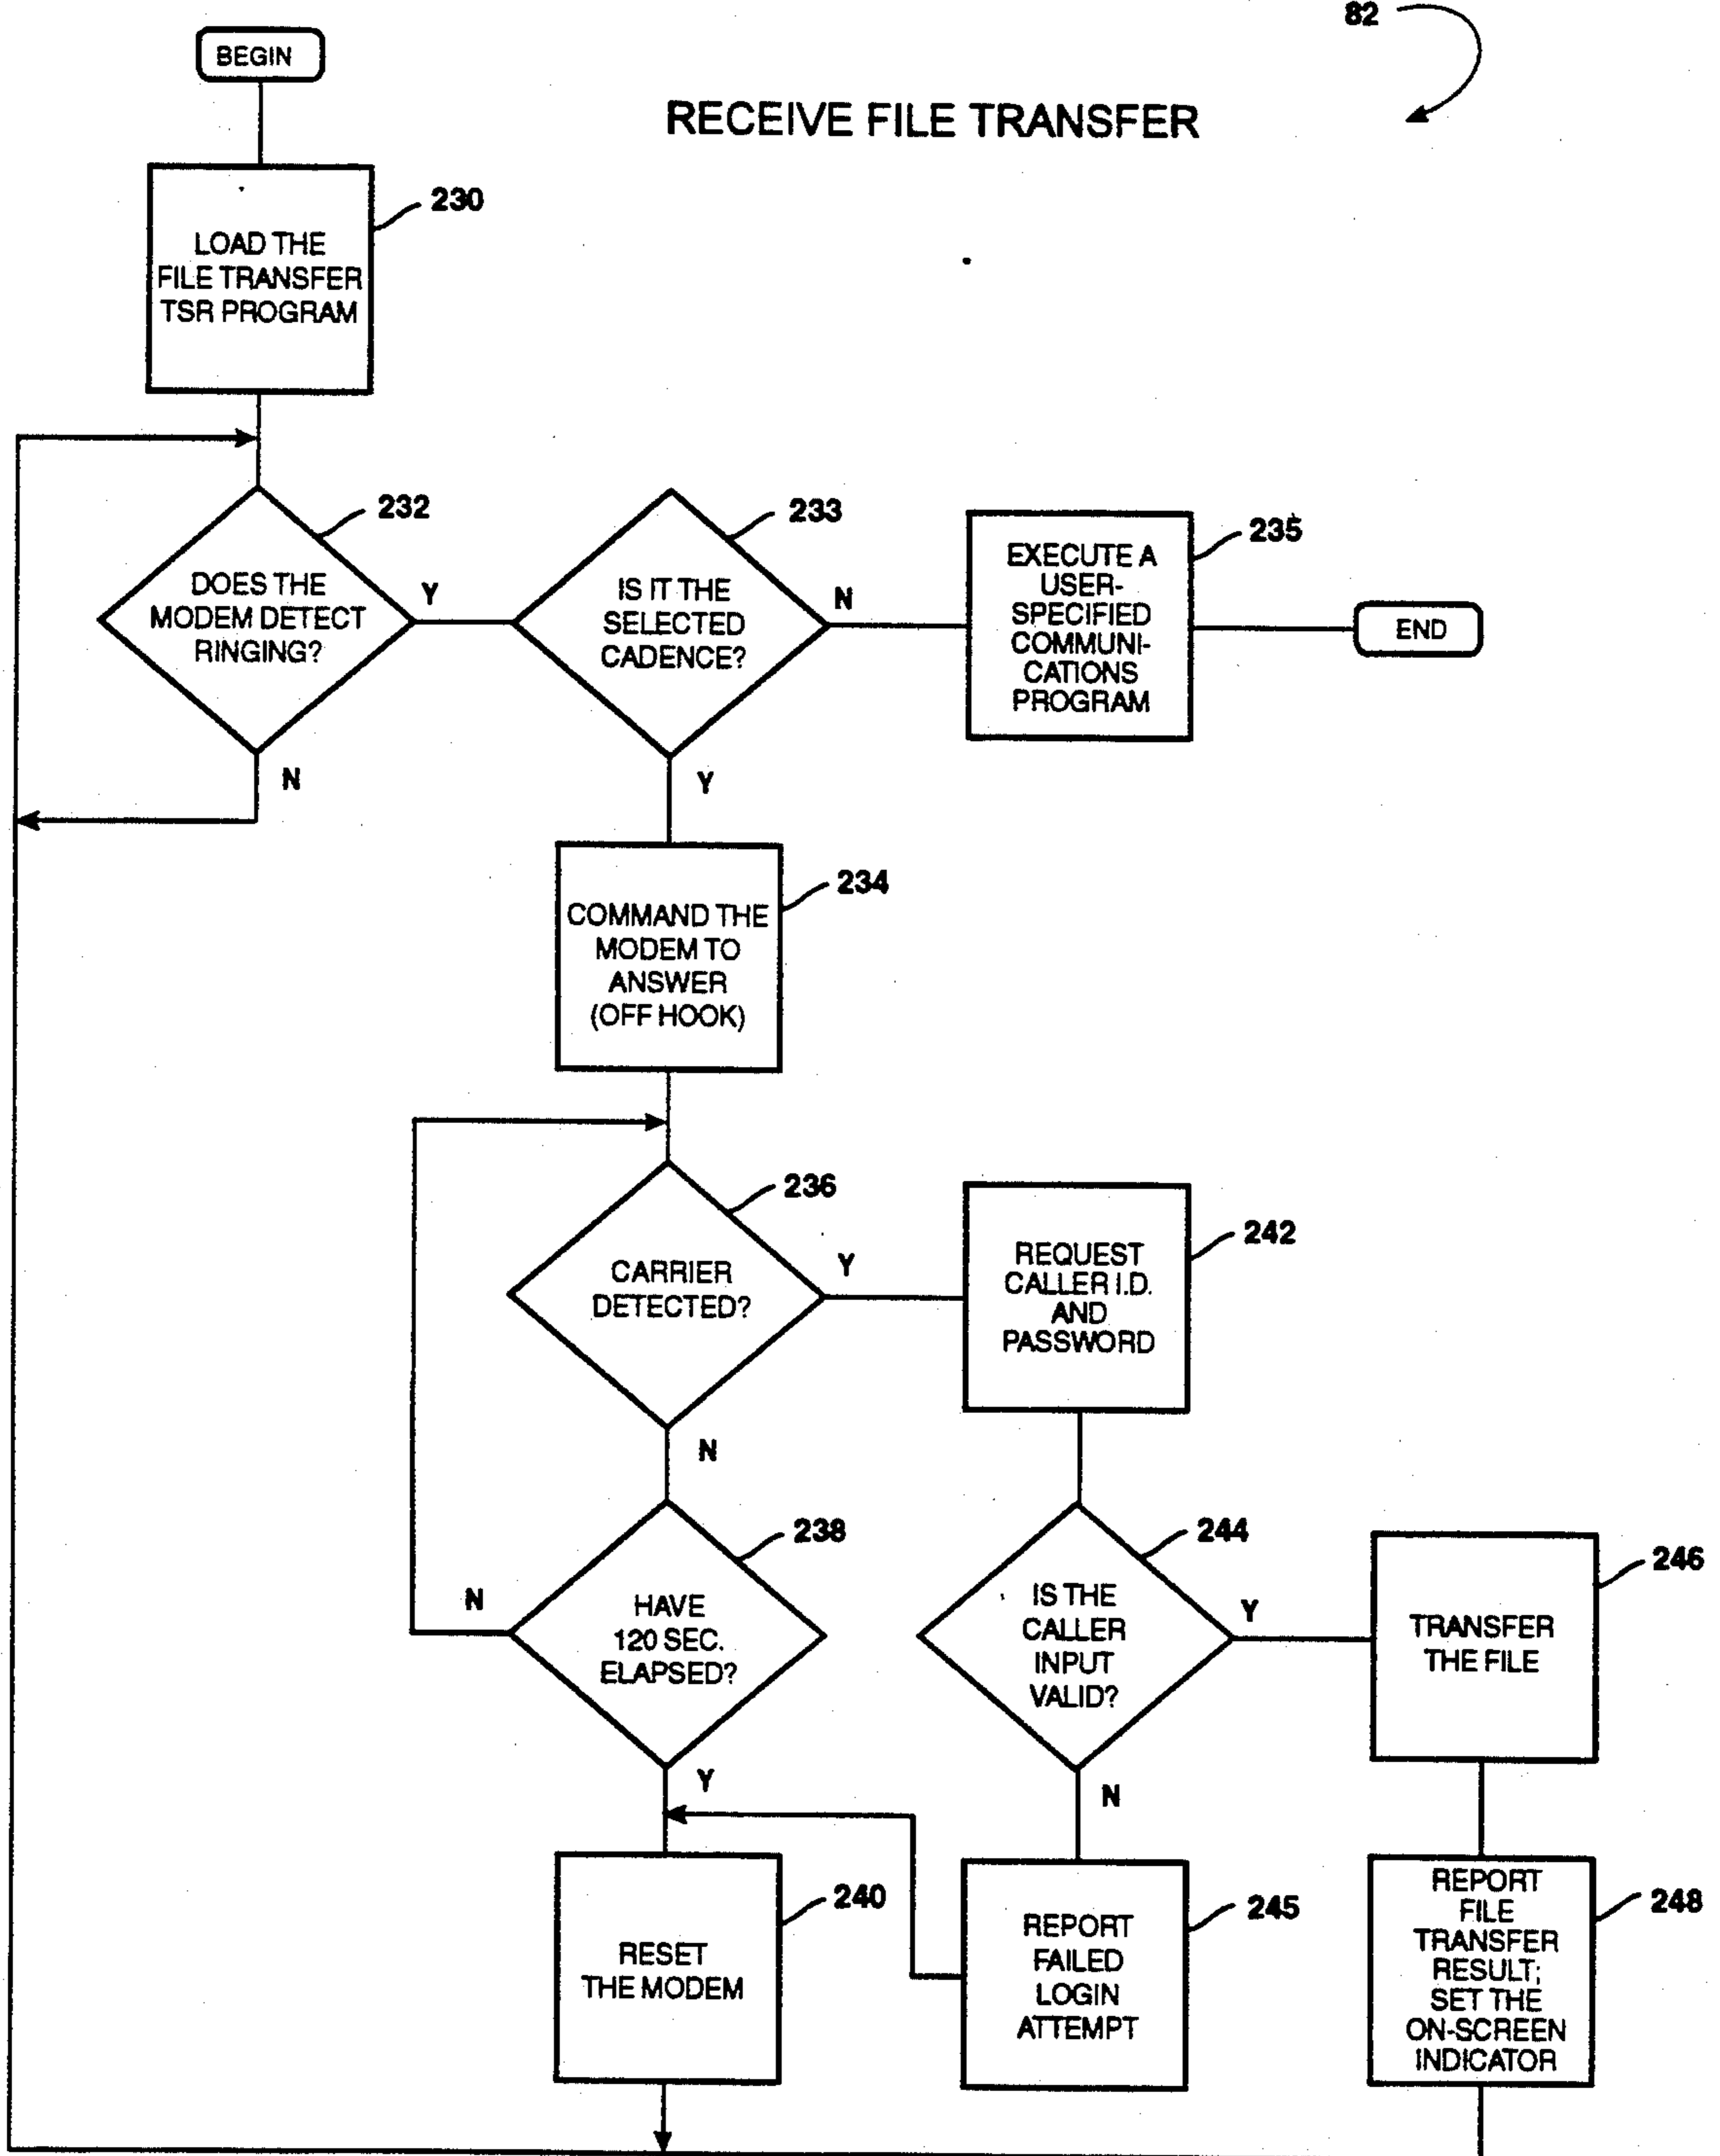 82
BEGIN
RECEIVE FILE TRANSFER
230
LOAD THE
FILE TRANSFER
TSR PROGRAM
232
DOES THE
MODEM DETECT
RINGING?
Y
N
233
IS IT THE
SELECTED
CADENCE?
N
Y
235
EXECUTE A
USER-
SPECIFIED
COMMUNI-
CATIONS
PROGRAM
END
234
COMMAND THE
MODEM TO
ANSWER
(OFF HOOK)
236
CARRIER
DETECTED?
Y
N
242
REQUEST
CALLER I.D.
AND
PASSWORD
238
HAVE
120 SEC.
ELAPSED?
N
Y
244
IS THE
CALLER
INPUT
VALID?
Y
N
246
TRANSFER
THE FILE
240
RESET
THE MODEM
245
REPORT
FAILED
LOGIN
ATTEMPT
248
REPORT
FILE
TRANSFER
RESULT;
SET THE
ON-SCREEN
INDICATOR